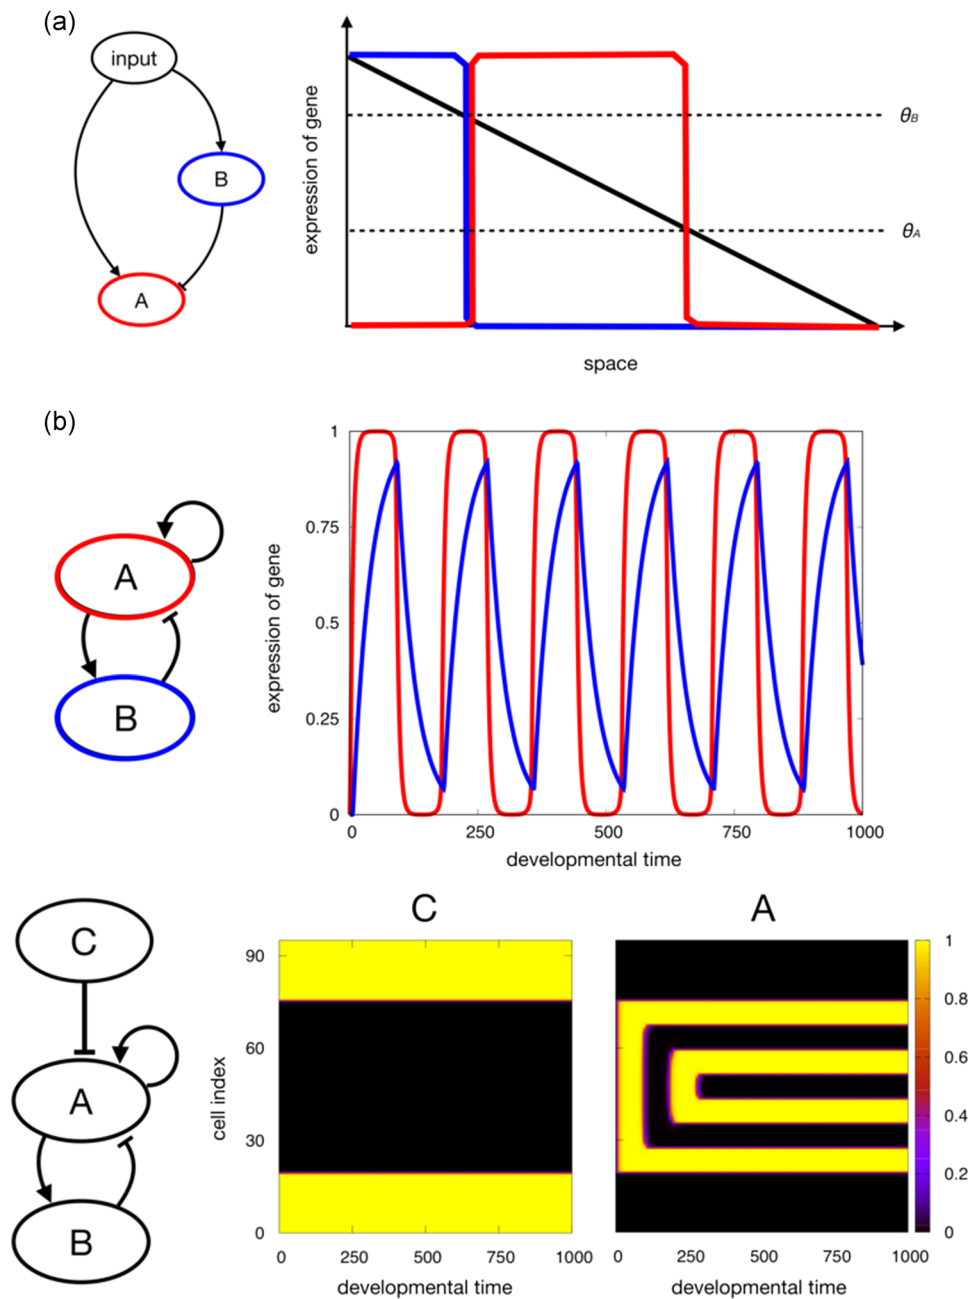 (a)
input
B
A
expression of gene
θB
θA
space
(b)
A
B
expression of gene
1
0.75
0.5
0.25
0
0 250 500 750 1000
developmental time
C
A
B
C
cell index
90
60
30
0
0 250 500 750 1000
developmental time
A
0 250 500 750 1000
developmental time
1
0.8
0.6
0.4
0.2
0